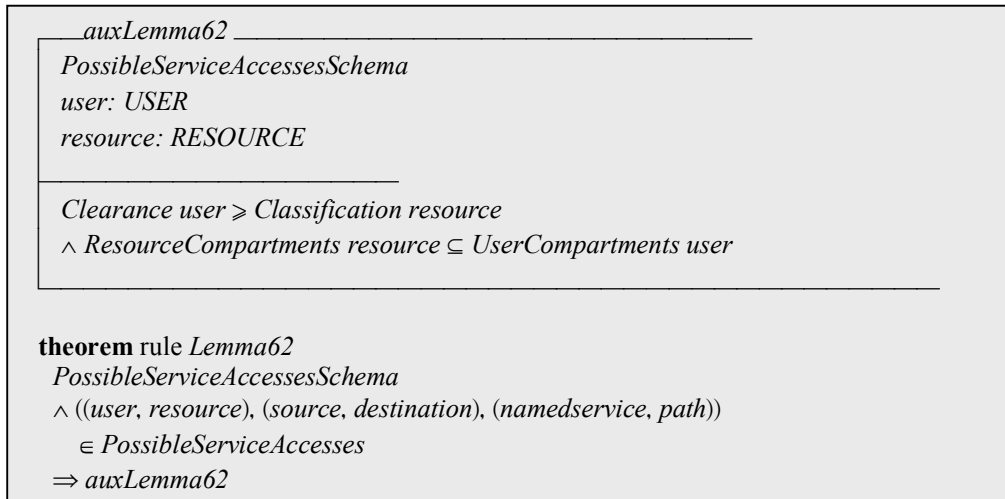 auxLemma62
PossibleServiceAccessesSchema
user: USER
resource: RESOURCE
Clearance user ⩾ Classification resource
∧ ResourceCompartments resource ⊆ UserCompartments user
theorem rule Lemma62
PossibleServiceAccessesSchema
∧ ((user, resource), (source, destination), (namedservice, path))
∈ PossibleServiceAccesses
⇒ auxLemma62